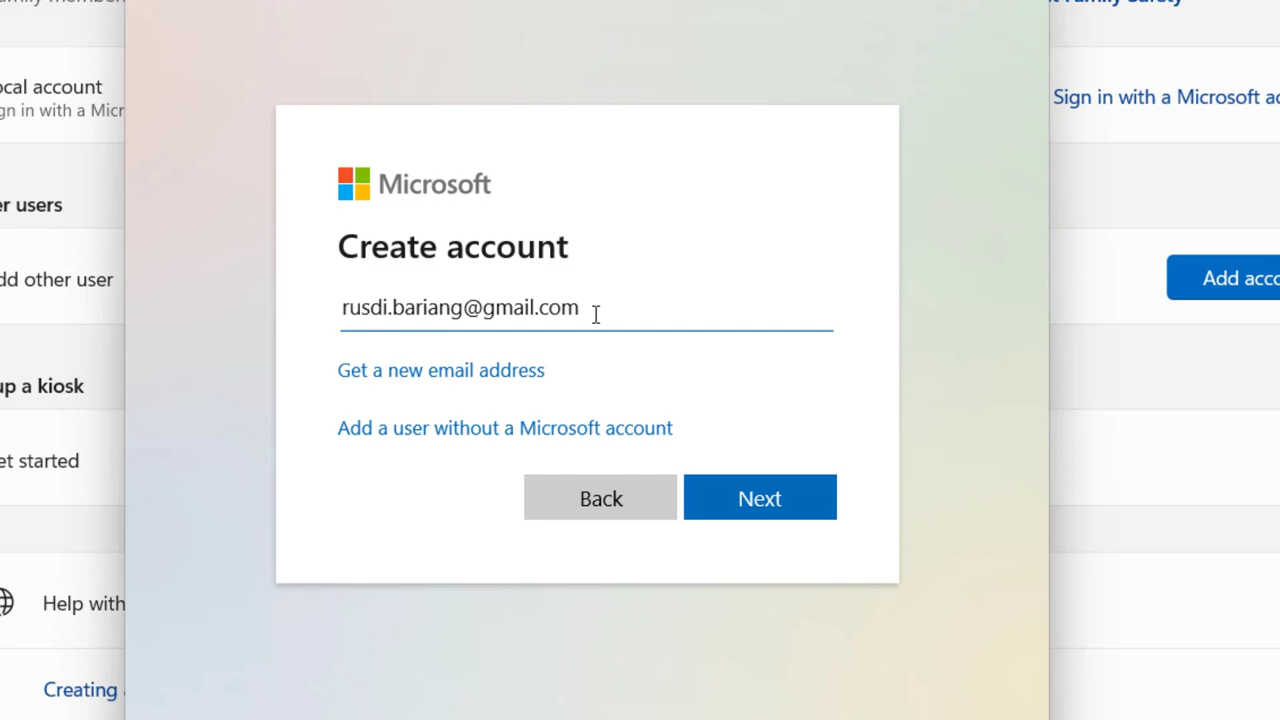 Family Safety
ocal account
gn in with a Micr
Sign in with a Microsoft ac
Microsoft
er users
Create account
dd other user
Add acco
rusdi.bariang@gmail.com
Get a new email address
up a kiosk
Add a user without a Microsoft account
et started
Back
Next
Help with
Creating